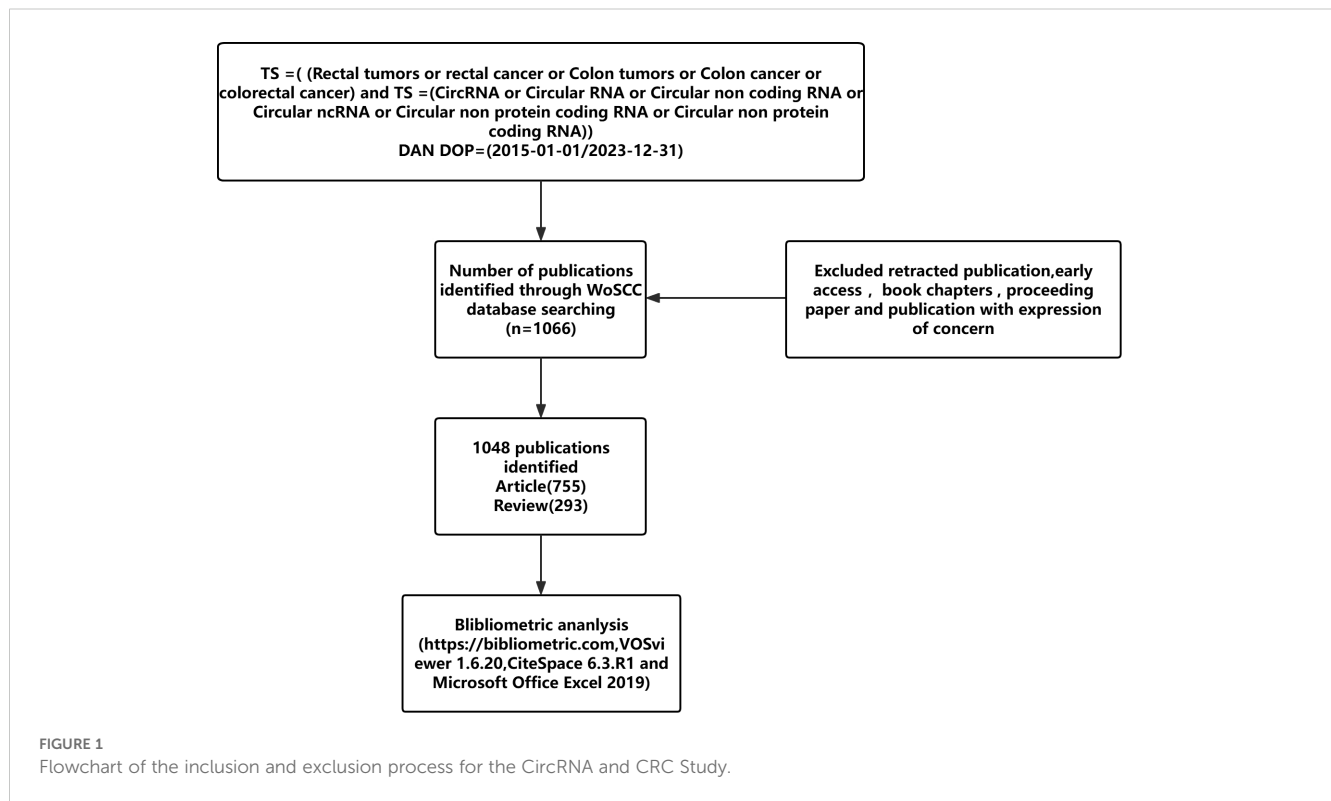 TS =( (Rectal tumors or rectal cancer or Colon tumors or Colon cancer or
colorectal cancer) and TS =(CircRNA or Circular RNA or Circular non coding RNA or
Circular ncRNA or Circular non protein coding RNA or Circular non protein
coding RNA))
DAN DOP=(2015-01-01/2023-12-31)
Number of publications
identified through WoSCC
database searching
(n=1066)
Excluded retracted publication,early
access , book chapters , proceeding
paper and publication with expression
of concern
1048 publications
identified
Article(755)
Review(293)
Blibliometric ananlysis
(https://bibliometric.com,VOSvi
ewer 1.6.20,CiteSpace 6.3.R1 and
Microsoft Office Excel 2019)
FIGURE 1
Flowchart of the inclusion and exclusion process for the CircRNA and CRC Study.